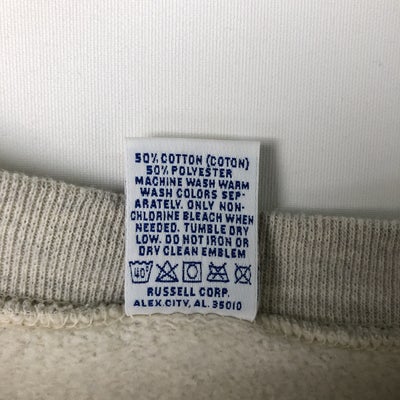 50% COTTON (COTON)
50% POLYESTER
MACHINE WASH WARM
WASH COLORS SEP-
ARATELY. ONLY NON-
CHLORINE BLEACH WHEN
NEEDED. TUMBLE DRY
LOW. DO NOT IRON OR
DRY CLEAN EMBLEM
40°
RUSSELL CORP.
ALEX.CITY, AL. 35010